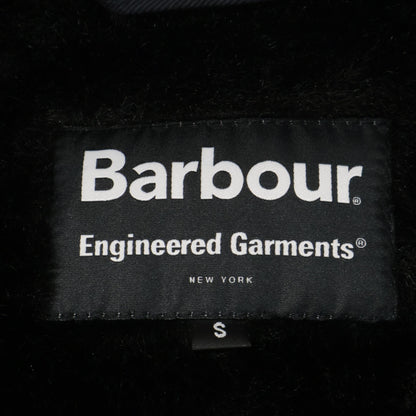 Barbour®
Engineered Garments®
NEW YORK
S